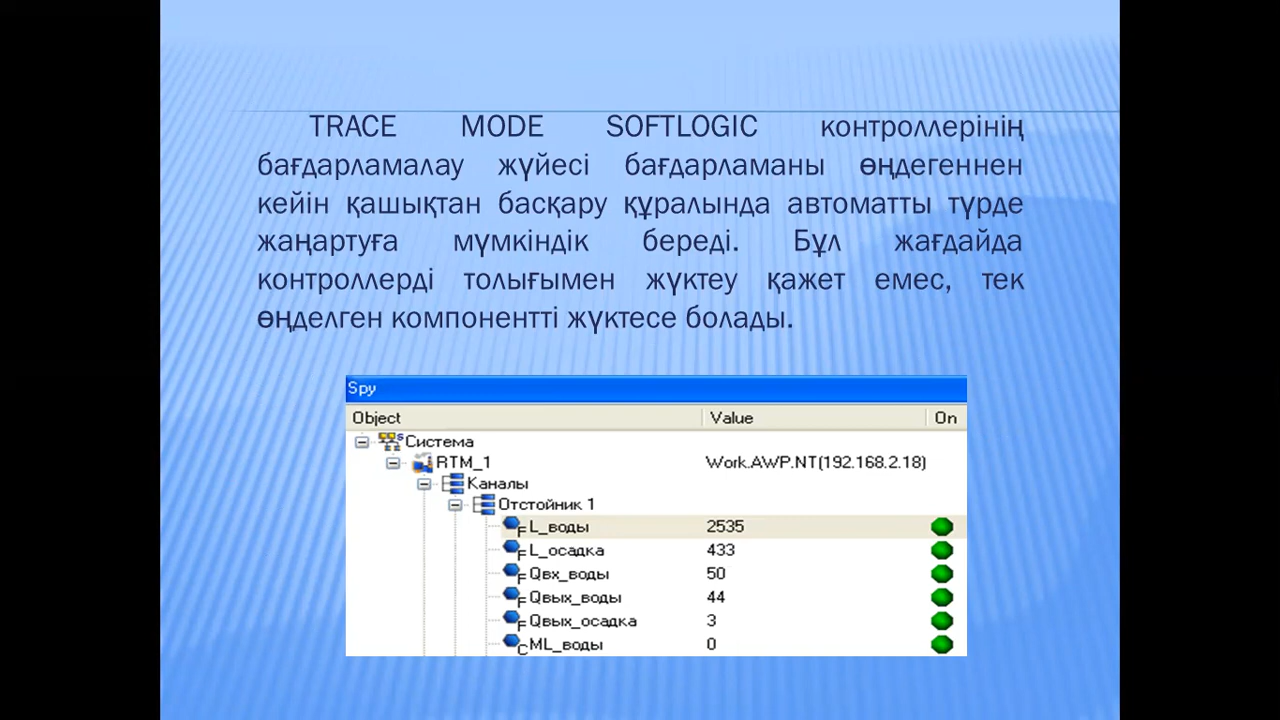 TRACE MODE SOFTLOGIC контроллерінің
бағдарламалау жүйесі бағдарламаны өңдегеннен
кейін қашықтан басқару құралында автоматты түрде
жаңартуға мүмкіндік береді. Бұл жағдайда
контроллерді толығымен жүктеу қажет емес, тек
өңделген компонентті жүктесе болады.
Spy
Object Value On
Система
RTM_1 Work.AWP.NT(192.168.2.18)
Каналы
Отстойник 1
F L_воды 2535
F L_осадка 433
F Qвх_воды 50
F Qвых_воды 44
F Qвых_осадка 3
C ML_воды 0